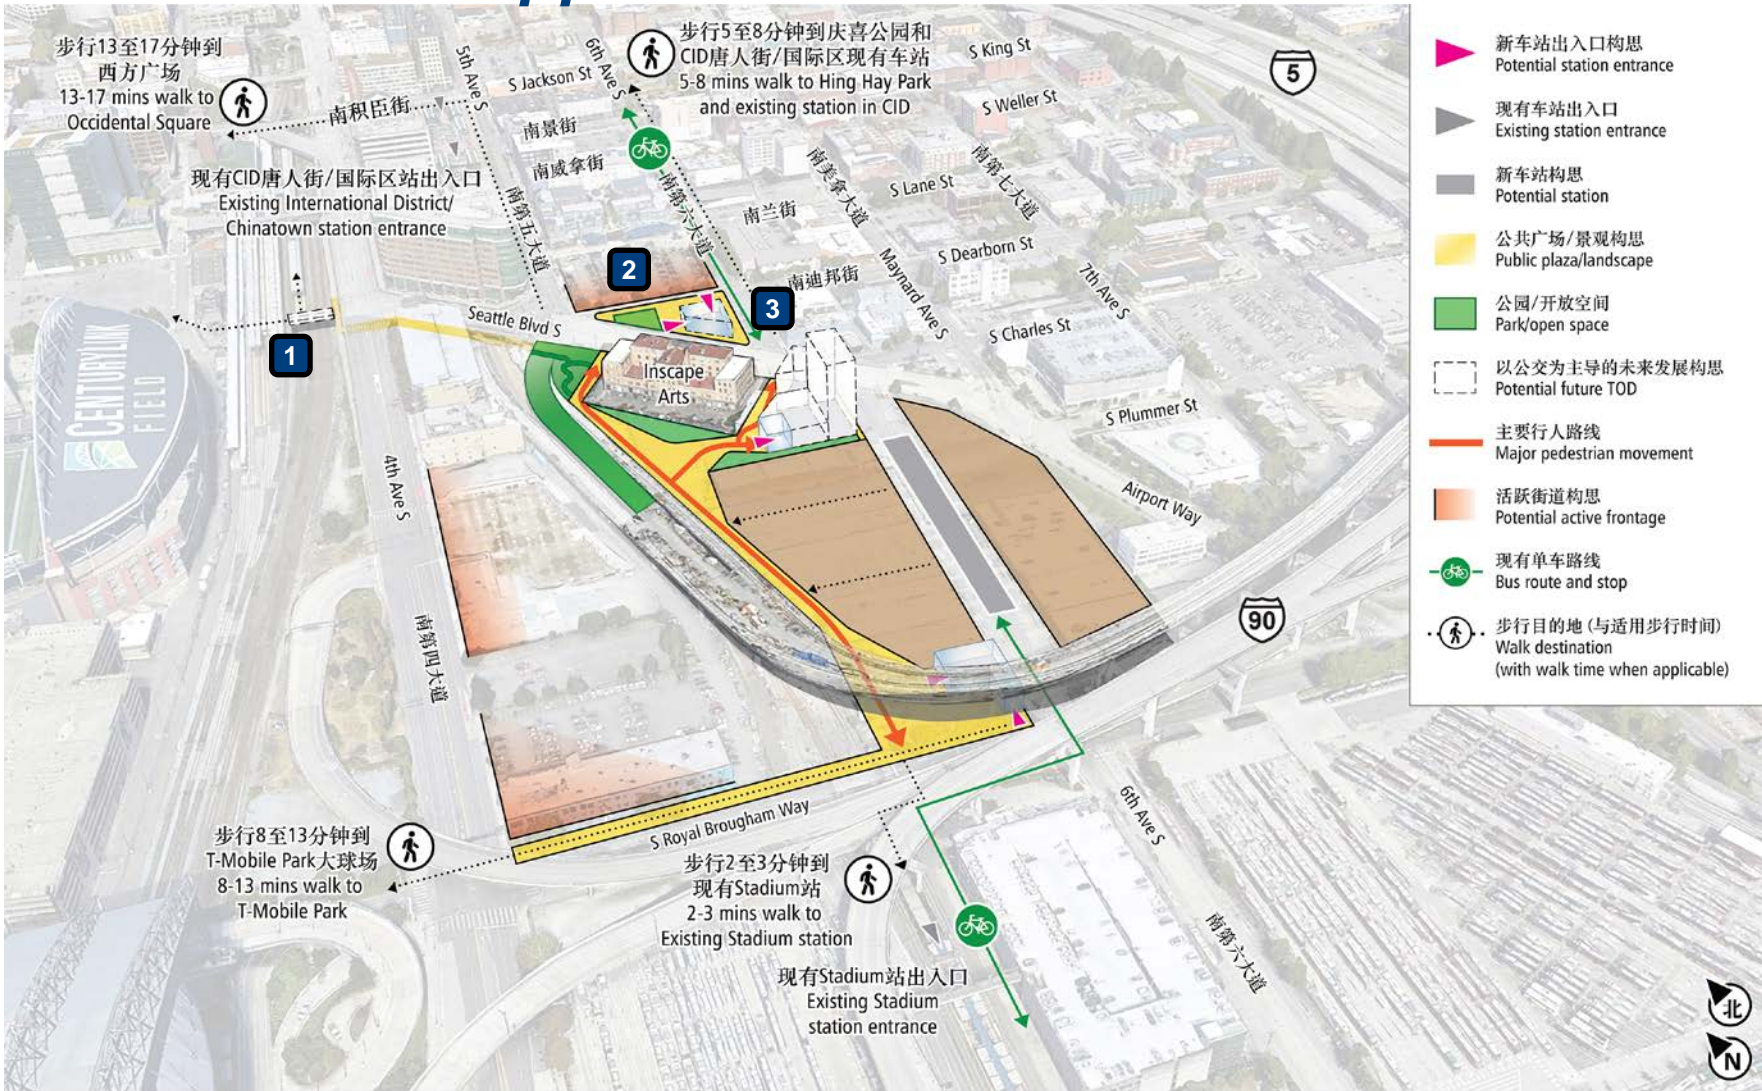 步行13至17分钟到
西方广场
13-17 mins walk to
Occidental Square
步行5至8分钟到庆喜公园和
CID唐人街/国际区现有车站
5-8 mins walk to Hing Hay Park
and existing station in CID
5th Ave S
6th Ave S
S Jackson St
S King St
S Weller St
5
南积臣街
南景街
南威拿街
现有CID唐人街/国际区站出入口
Existing International District/
Chinatown station entrance
南第五大道
南第六大道
南兰街
南美拿大道
南第七大道
S Lane St
S Dearborn St
南迪邦街
Maynard Ave S
7th Ave S
S Charles St
2
3
1
Seattle Blvd S
Inscape
Arts
S Plummer St
Airport Way
CENTURYLINK
FIELD
4th Ave S
南第四大道
90
S Royal Brougham Way
步行8至13分钟到
T-Mobile Park大球场
8-13 mins walk to
T-Mobile Park
步行2至3分钟到
现有Stadium站
2-3 mins walk to
Existing Stadium station
现有Stadium站出入口
Existing Stadium
station entrance
6th Ave S
南第六大道
新车站出入口构思
Potential station entrance
现有车站出入口
Existing station entrance
新车站构思
Potential station
公共广场/景观构思
Public plaza/landscape
公园/开放空间
Park/open space
以公交为主导的未来发展构思
Potential future TOD
主要行人路线
Major pedestrian movement
活跃街道构思
Potential active frontage
现有单车路线
Bus route and stop
步行目的地 (与适用步行时间)
Walk destination
(with walk time when applicable)
北
N